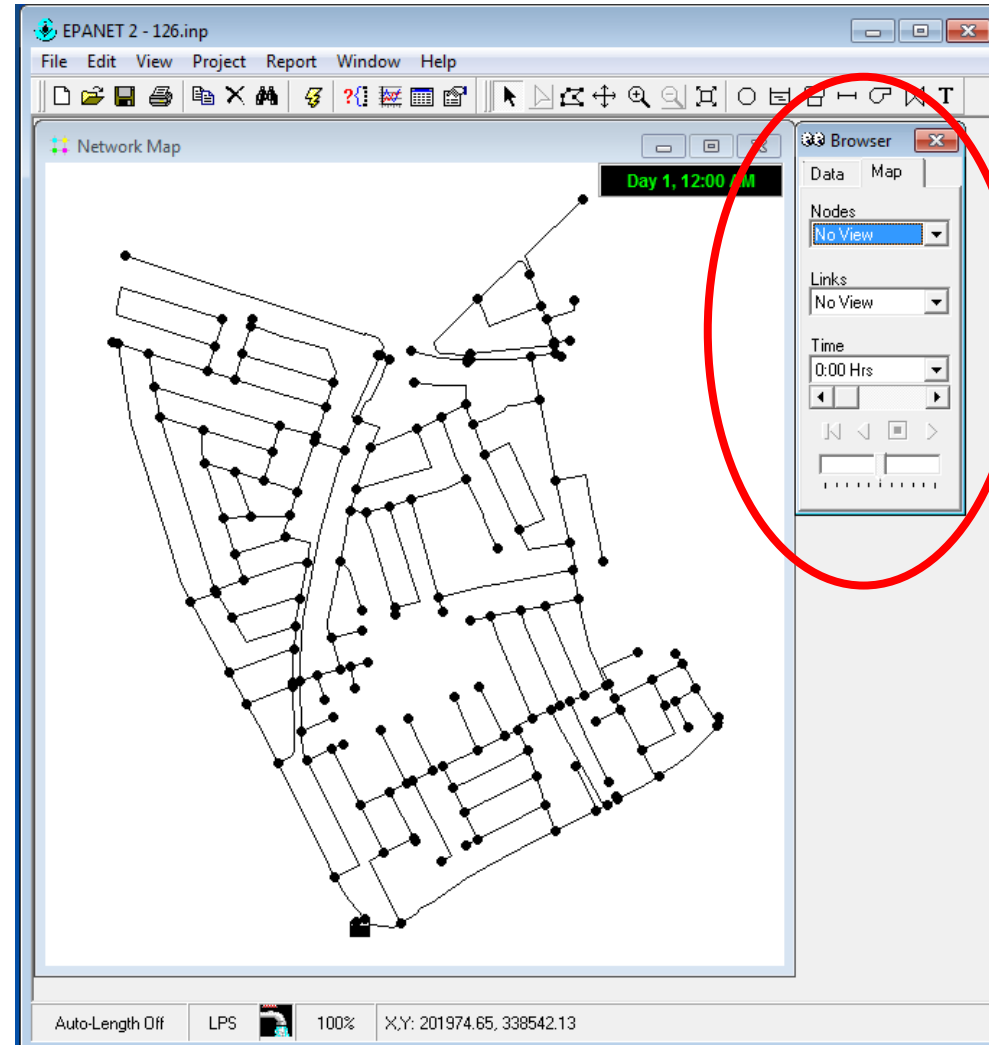 EPANET 2 - 126.inp
File Edit View Project Report Window Help
T
Network Map
Day 1, 12:00 AM
Browser
Data Map
Nodes
No View
Links
No View
Time
0:00 Hrs
Auto-Length Off LPS 100% X,Y: 201974.65, 338542.13